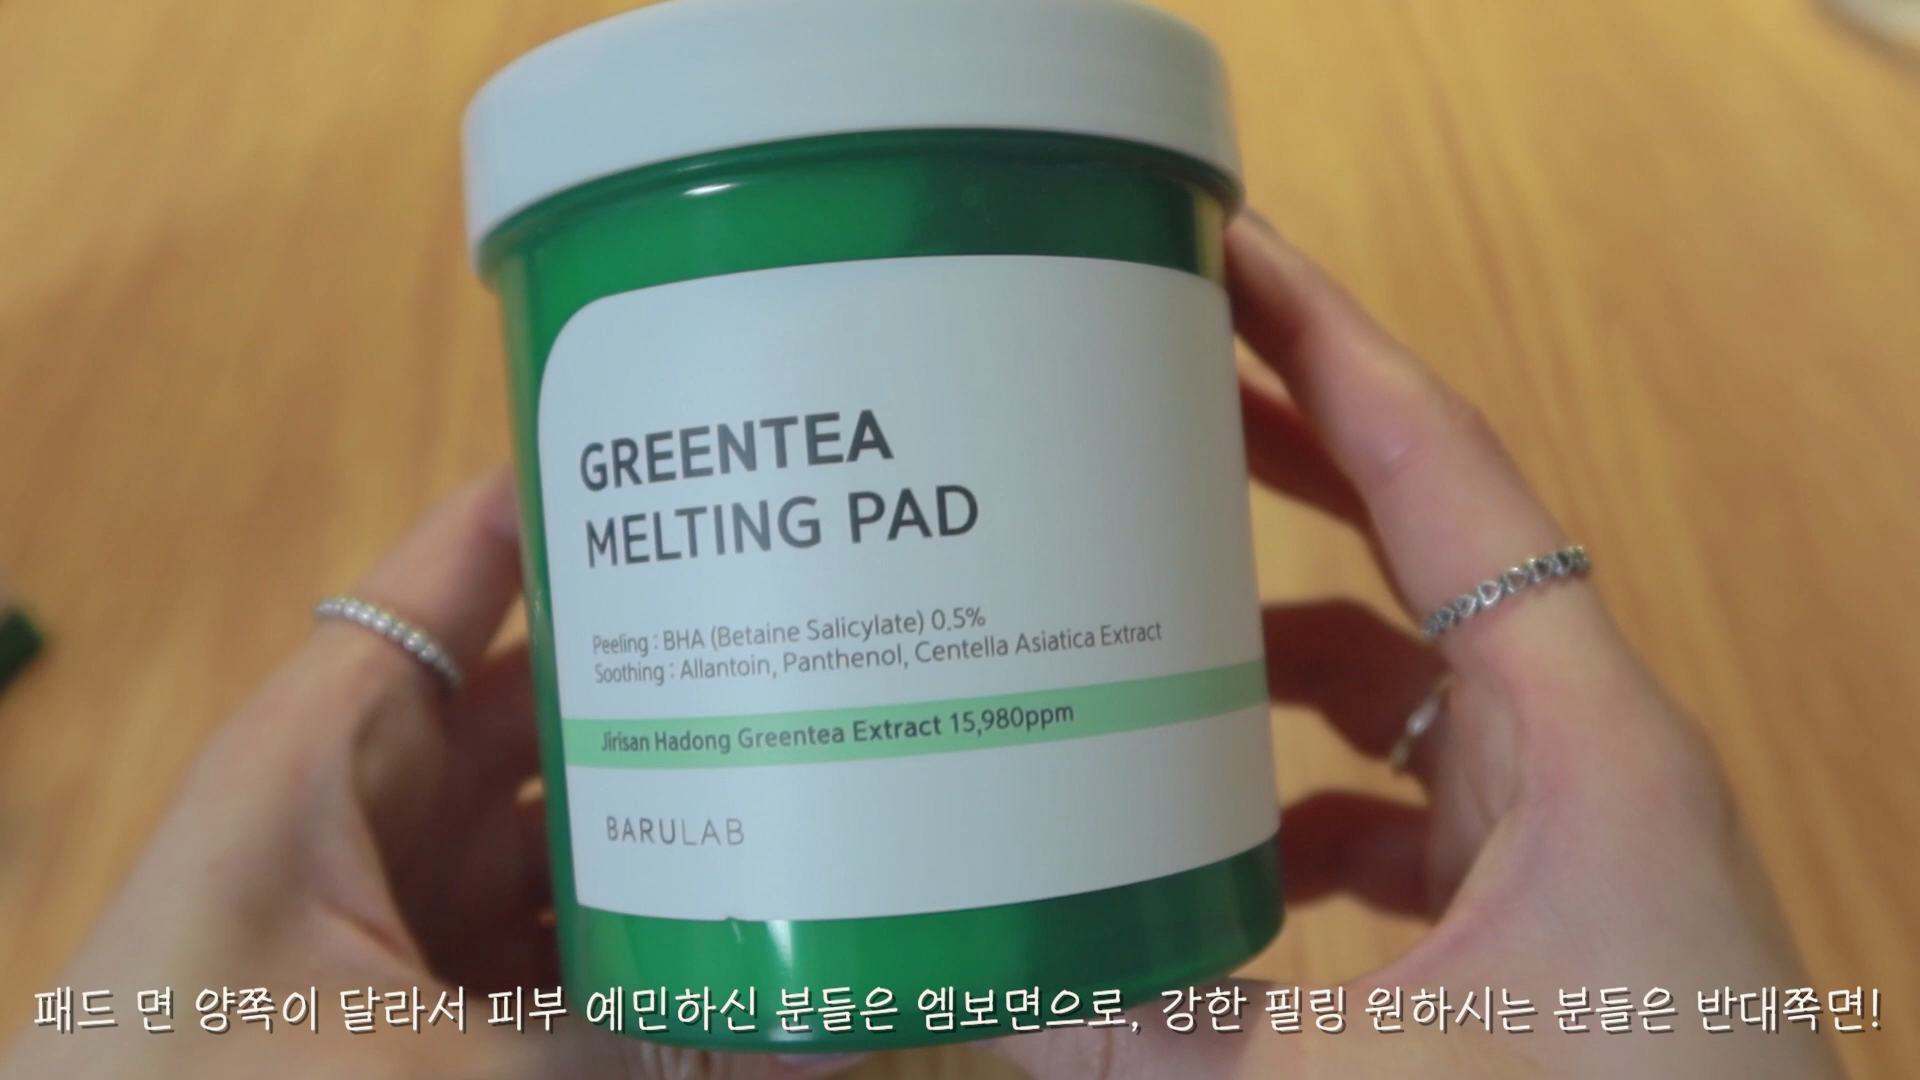 GREENTEA
MELTING PAD
Peeling : BHA (Betaine Salicylate) 0.5%
Soothing : Allantoin, Panthenol, Centella Asiatica Extract
Jirisan Hadong Greentea Extract 15,980ppm
BARULAB
패드 면 양쪽이 달라서 피부 예민하신 분들은 엠보면으로, 강한 필링 원하시는 분들은 반대쪽면!